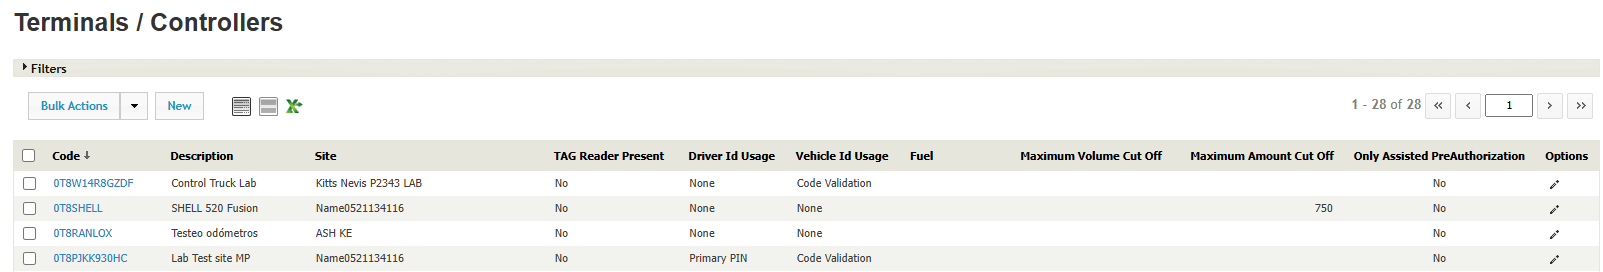 Terminals / Controllers
Filters
Bulk Actions New 1 - 28 of 28 « ‹ 1 › »
Code ↓ Description Site TAG Reader Present Driver Id Usage Vehicle Id Usage Fuel Maximum Volume Cut Off Maximum Amount Cut Off Only Assisted PreAuthorization Options
0T8W14R8GZDF Control Truck Lab Kitts Nevis P2343 LAB No None Code Validation No
0T8SHELL SHELL 520 Fusion Name0521134116 No None None 750 No
0T8RANLOX Testeo odómetros ASH KE No None None No
0T8PJKK930HC Lab Test site MP Name0521134116 No Primary PIN Code Validation No